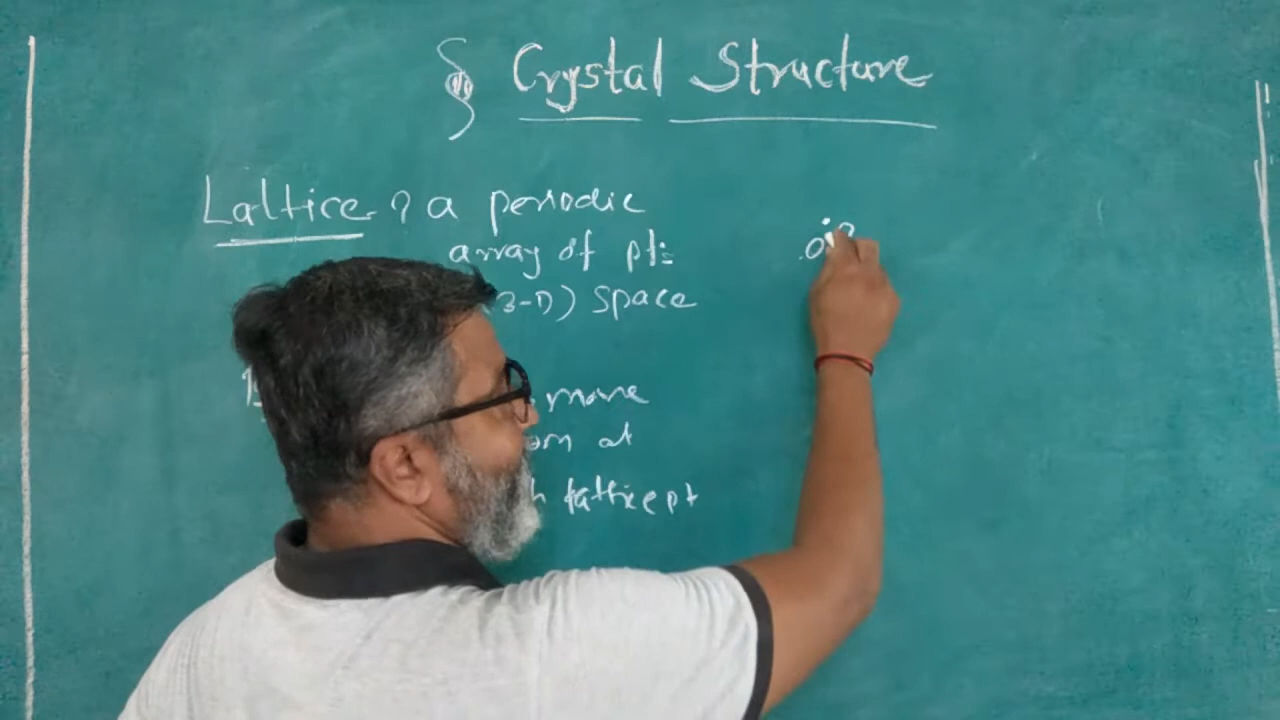 § Crystal Structure
Lattice ? a periodic
array of pts
(3-D) Space
more
at
lattice pt